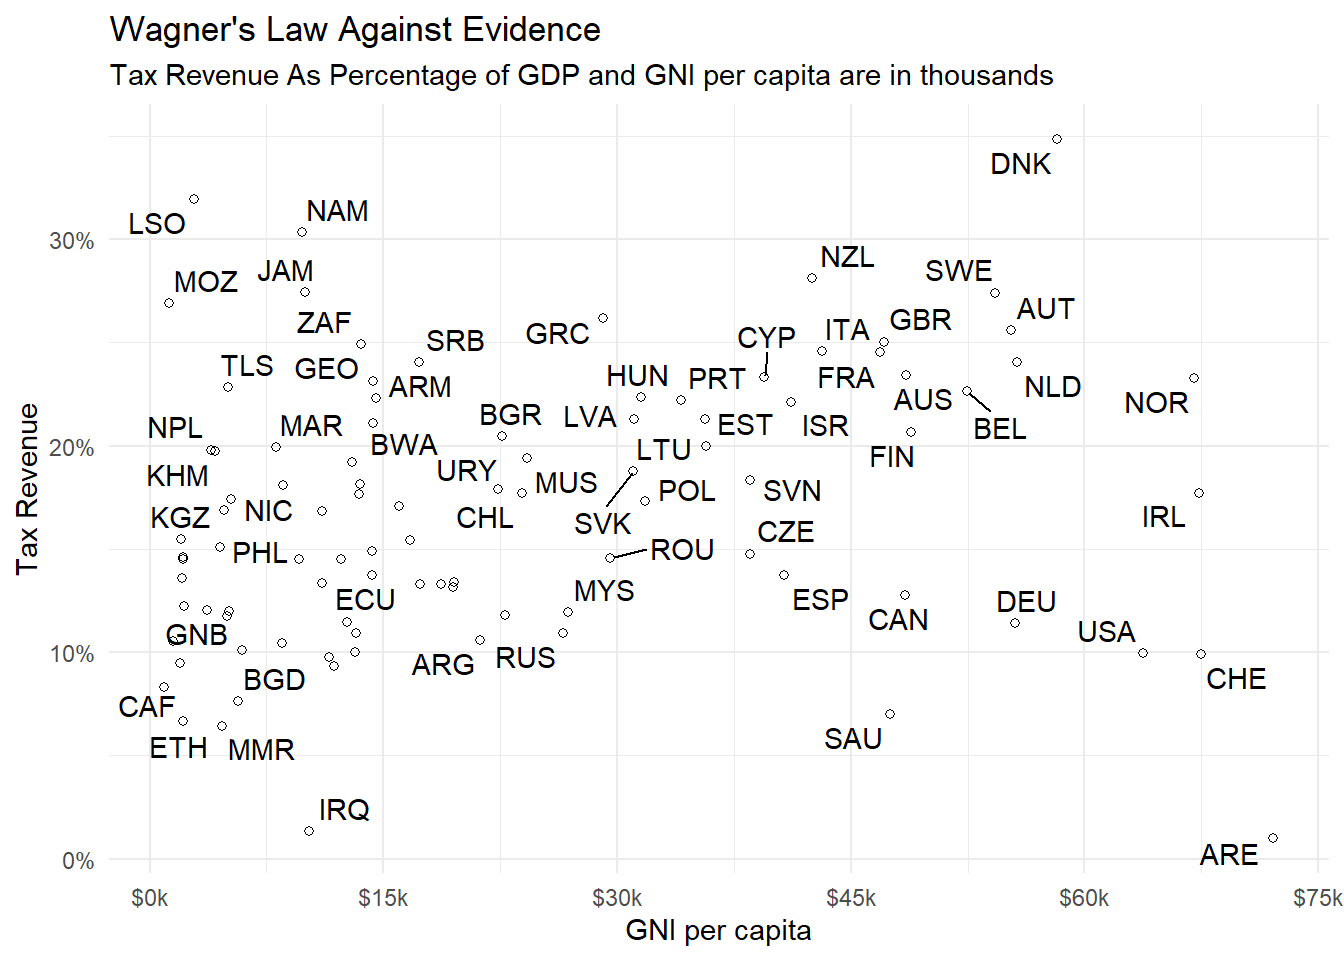 Wagner's Law Against Evidence
Tax Revenue As Percentage of GDP and GNI per capita are in thousands
DNK
LSO
NAM
30%
NZL
JAM
SWE
MOZ
AUT
ZAF
GBR
SRB
GRC
CYP
ITA
TLS
GEO
HUN
PRT
FRA
ARM
NLD
AUS
NOR
BGR
LVA
NPL
MAR
EST
ISR
BEL
20%
BWA
LTU
FIN
KHM
URY
MUS
POL
SVN
NIC
KGZ
CHL
SVK
IRL
CZE
PHL
ROU
MYS
ECU
ESP
DEU
CAN
GNB
USA
10%
ARG
RUS
BGD
CHE
CAF
SAU
ETH
MMR
IRQ
ARE
0%
Tax Revenue
$0k
$15k
$30k
$45k
$60k
$75k
GNI per capita